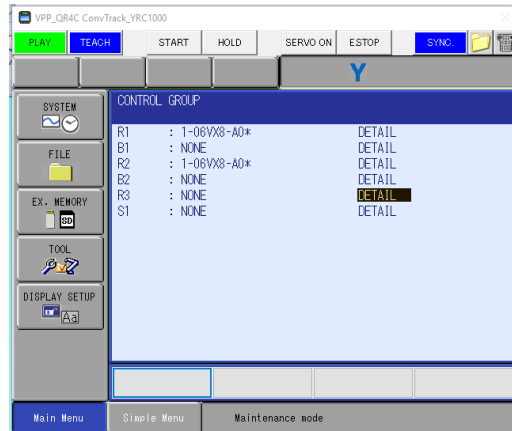 VPP_QR4C ConvTrack_YRC1000
PLAY TEACH START HOLD SERVO ON E.STOP SYNC.
Y
SYSTEM
FILE
EX. MEMORY
SD
TOOL
DISPLAY SETUP
Aa
CONTROL GROUP
R1 : 1-06VX8-A0* DETAIL
B1 : NONE DETAIL
R2 : 1-06VX8-A0* DETAIL
B2 : NONE DETAIL
R3 : NONE DETAIL
S1 : NONE DETAIL
Main Menu Simple Menu Maintenance mode